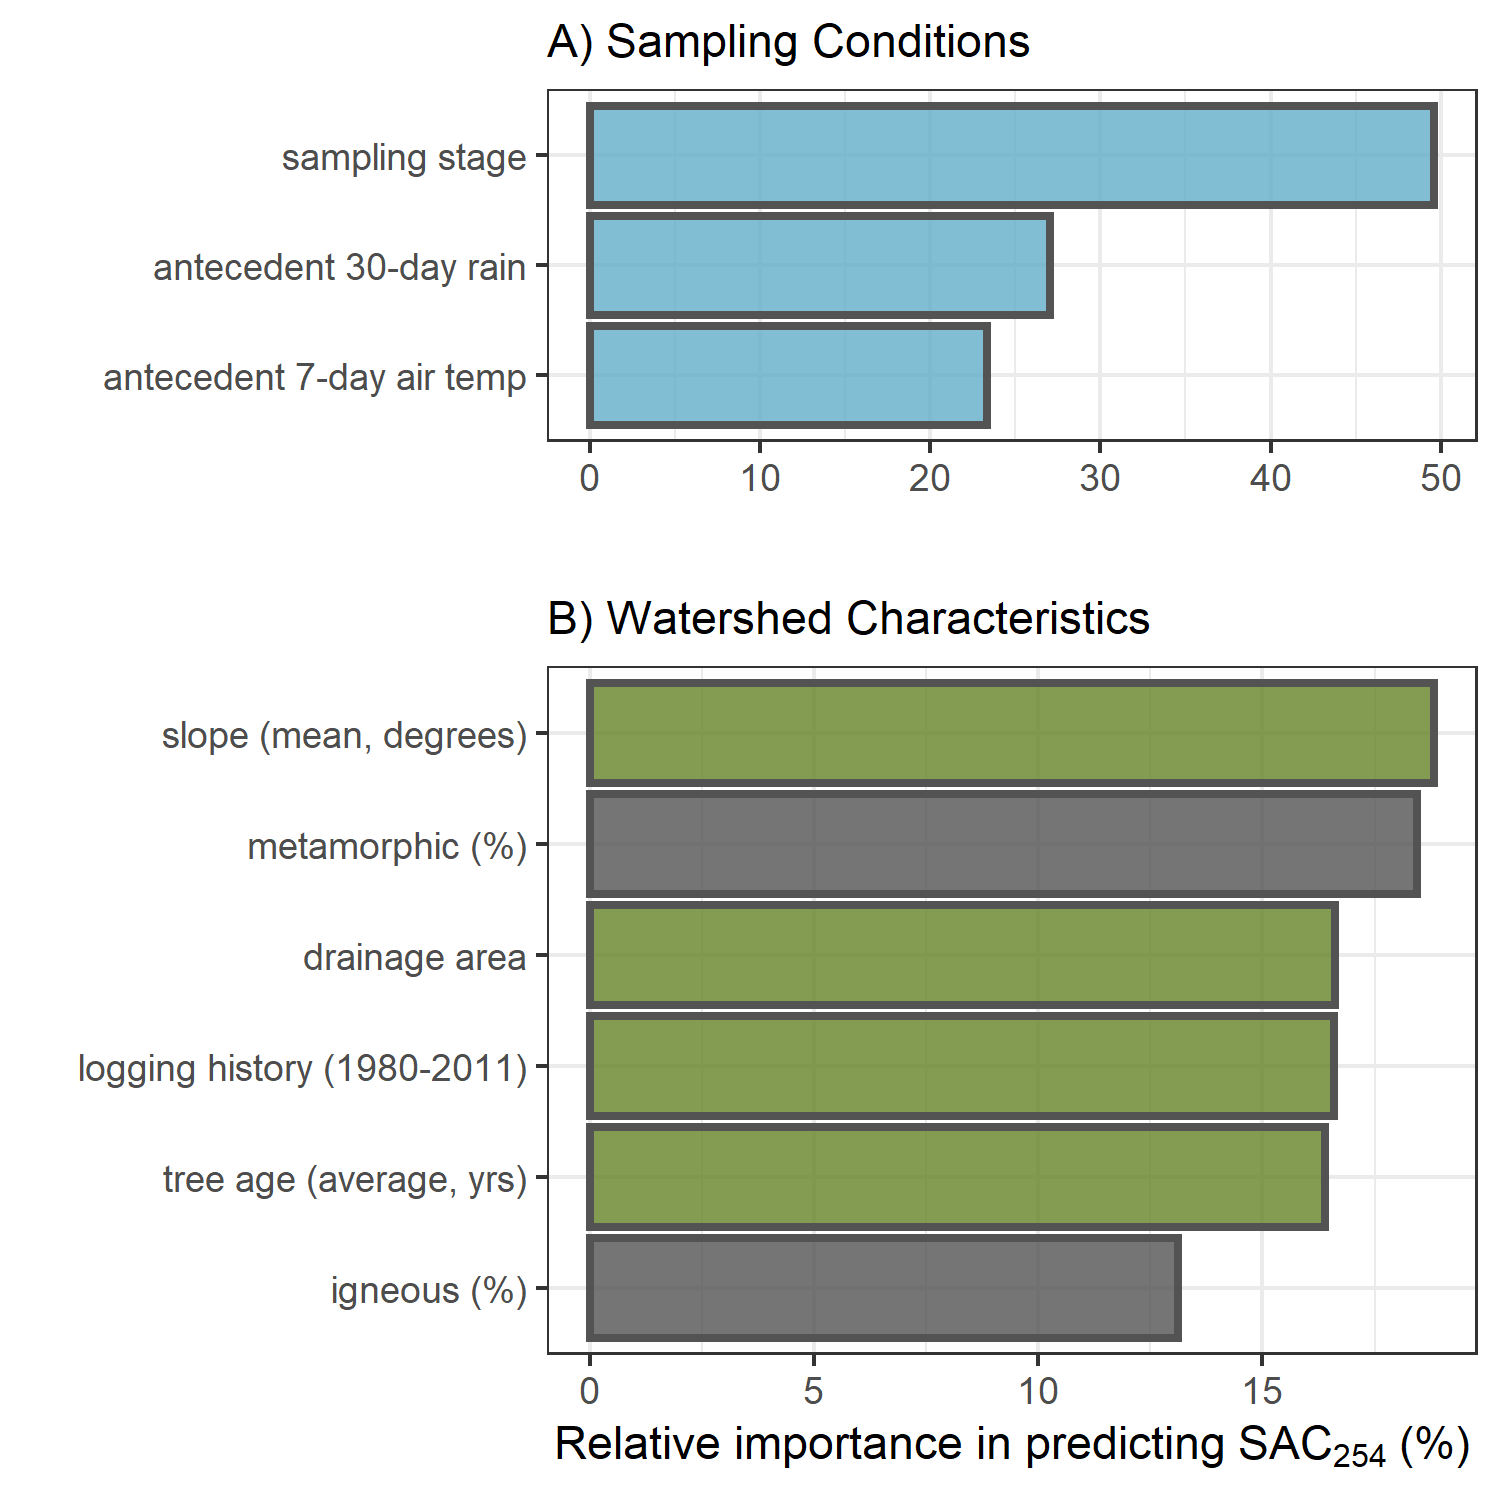 A) Sampling Conditions
sampling stage
antecedent 30-day rain
antecedent 7-day air temp
0 10 20 30 40 50
B) Watershed Characteristics
slope (mean, degrees)
metamorphic (%)
drainage area
logging history (1980-2011)
tree age (average, yrs)
igneous (%)
0 5 10 15
Relative importance in predicting SAC₂₅₄ (%)